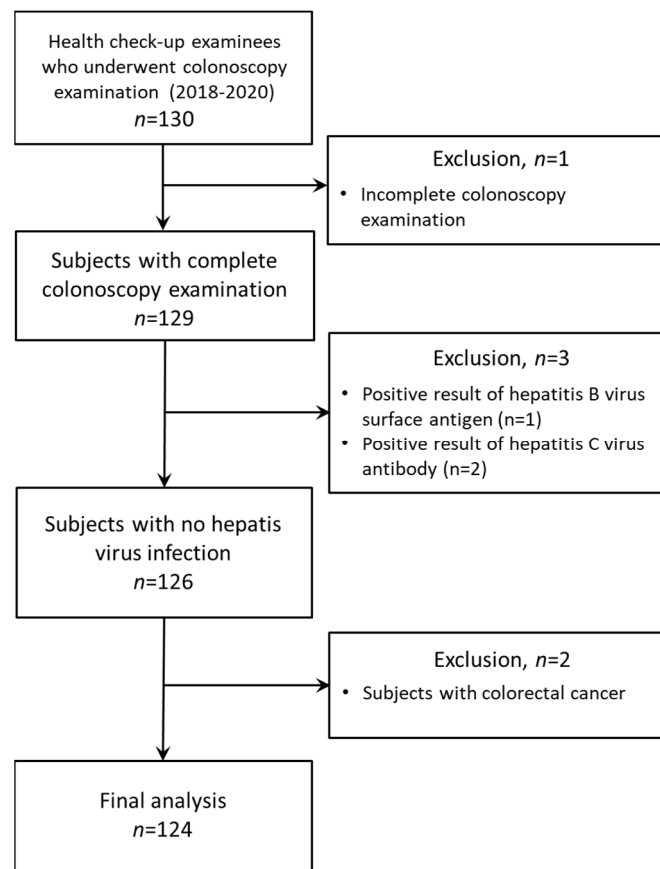 Health check-up examinees
who underwent colonoscopy
examination (2018-2020)
n=130
Exclusion, n=1
• Incomplete colonoscopy
examination
Subjects with complete
colonoscopy examination
n=129
Exclusion, n=3
• Positive result of hepatitis B virus
surface antigen (n=1)
• Positive result of hepatitis C virus
antibody (n=2)
Subjects with no hepatis
virus infection
n=126
Exclusion, n=2
• Subjects with colorectal cancer
Final analysis
n=124